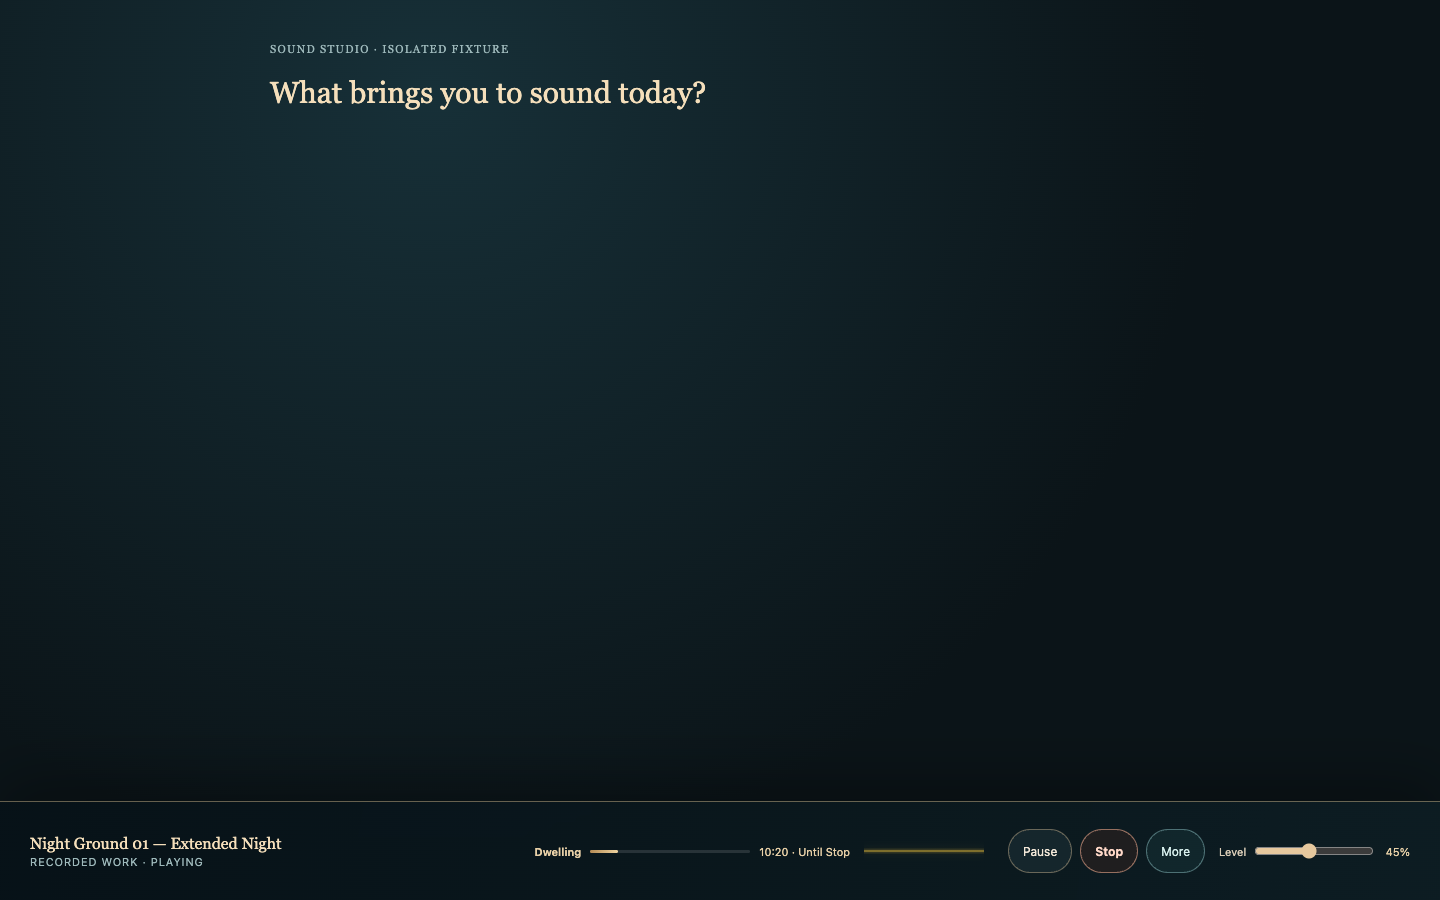 SOUND STUDIO · ISOLATED FIXTURE
What brings you to sound today?
Night Ground 01 — Extended Night
RECORDED WORK · PLAYING
Dwelling
10:20 · Until Stop
Pause
Stop
More
Level
45%